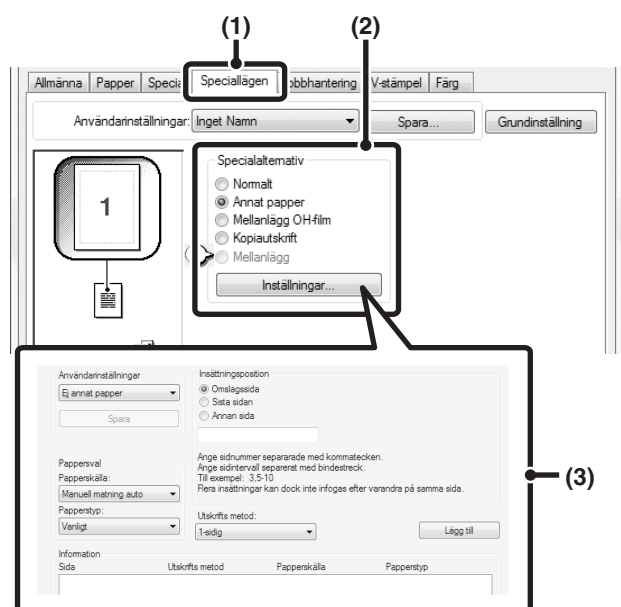 (1) (2)
Allmänna Papper Specia Speciallägen obbhantering V-stämpel Färg
Användarinställningar: Inget Namn Spara... Grundinställning
Specialalternativ
Normalt
1
Annat papper
Mellanlägg OH-film
Kopiautskrift
Mellanlägg
Inställningar...
Användarinställningar
Ej annat papper
Spara
Insättningsposition
Omslagssida
Sista sidan
Annan sida
Ange sidnummer separarade med kommatecken.
Ange sidintervall separerat med bindestreck.
Till exempel: 3,5-10
Flera insättningar kan dock inte infogas efter varandra på samma sida.
(3)
Pappersval
Papperskälla:
Manuell matning auto
Papperstyp:
Vanligt
Utskrifts metod:
1-sidig
Lägg till
Information
Sida Utskrifts metod Papperskälla Papperstyp